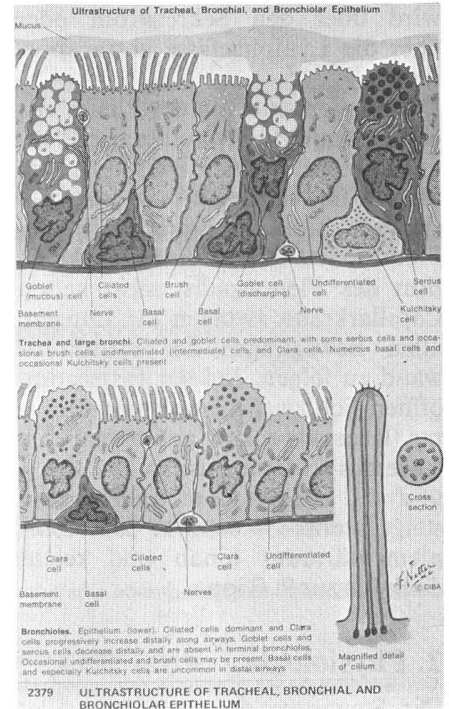 Ultrastructure of Tracheal, Bronchial, and Bronchiolar Epithelium
Mucus
Goblet (mucous) cell
Ciliated cells
Brush cell
Goblet cell (discharging)
Undifferentiated cell
Serous cell
Basement membrane
Nerve
Basal cell
Basal cell
Nerve
Kulchitsky cell
Trachea and large bronchi. Ciliated and goblet cells predominant, with some serous cells and occa-
sional brush cells, undifferentiated (intermediate) cells, and Clara cells. Numerous basal cells and
occasional Kulchitsky cells present
Cross section
Clara cell
Ciliated cells
Clara cell
Undifferentiated cell
Basement membrane
Basal cell
Nerves
F. Netter
© CIBA
Bronchioles. Epithelium (lower). Ciliated cells dominant and Clara
cells progressively increase distally along airways. Goblet cells and
serous cells decrease distally and are absent in terminal bronchioles.
Occasional undifferentiated and brush cells may be present. Basal cells
and especially Kulchitsky cells are uncommon in distal airways
Magnified detail of cilium
2379 ULTRASTRUCTURE OF TRACHEAL, BRONCHIAL AND
BRONCHIOLAR EPITHELIUM